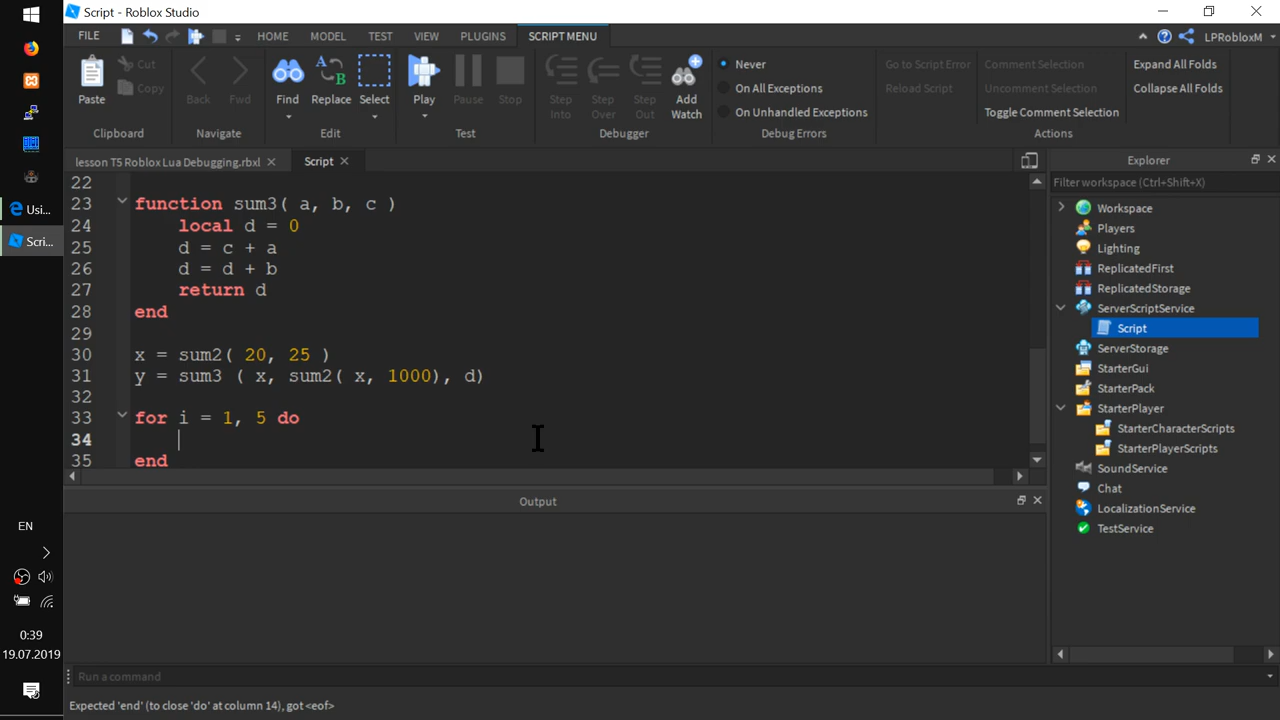 Script - Roblox Studio
FILE
HOME
MODEL
TEST
VIEW
PLUGINS
SCRIPT MENU
LPRobloxM
Paste
Cut
Copy
Clipboard
Back
Fwd
Navigate
Find
Replace
Select
Edit
Play
Pause
Stop
Test
Step Into
Step Over
Step Out
Add Watch
Debugger
Never
On All Exceptions
On Unhandled Exceptions
Debug Errors
Go to Script Error
Reload Script
Comment Selection
Uncomment Selection
Toggle Comment Selection
Expand All Folds
Collapse All Folds
Actions
lesson T5 Roblox Lua Debugging.rbxl
Script
22
23 function sum3( a, b, c )
24 local d = 0
25 d = c + a
26 d = d + b
27 return d
28 end
29
30 x = sum2( 20, 25 )
31 y = sum3 ( x, sum2( x, 1000), d)
32
33 for i = 1, 5 do
34
35 end
Output
Run a command
Expected 'end' (to close 'do' at column 14), got <eof>
Explorer
Filter workspace (Ctrl+Shift+X)
Workspace
Players
Lighting
ReplicatedFirst
ReplicatedStorage
ServerScriptService
Script
ServerStorage
StarterGui
StarterPack
StarterPlayer
StarterCharacterScripts
StarterPlayerScripts
SoundService
Chat
LocalizationService
TestService
Usi...
Scri...
EN
0:39
19.07.2019